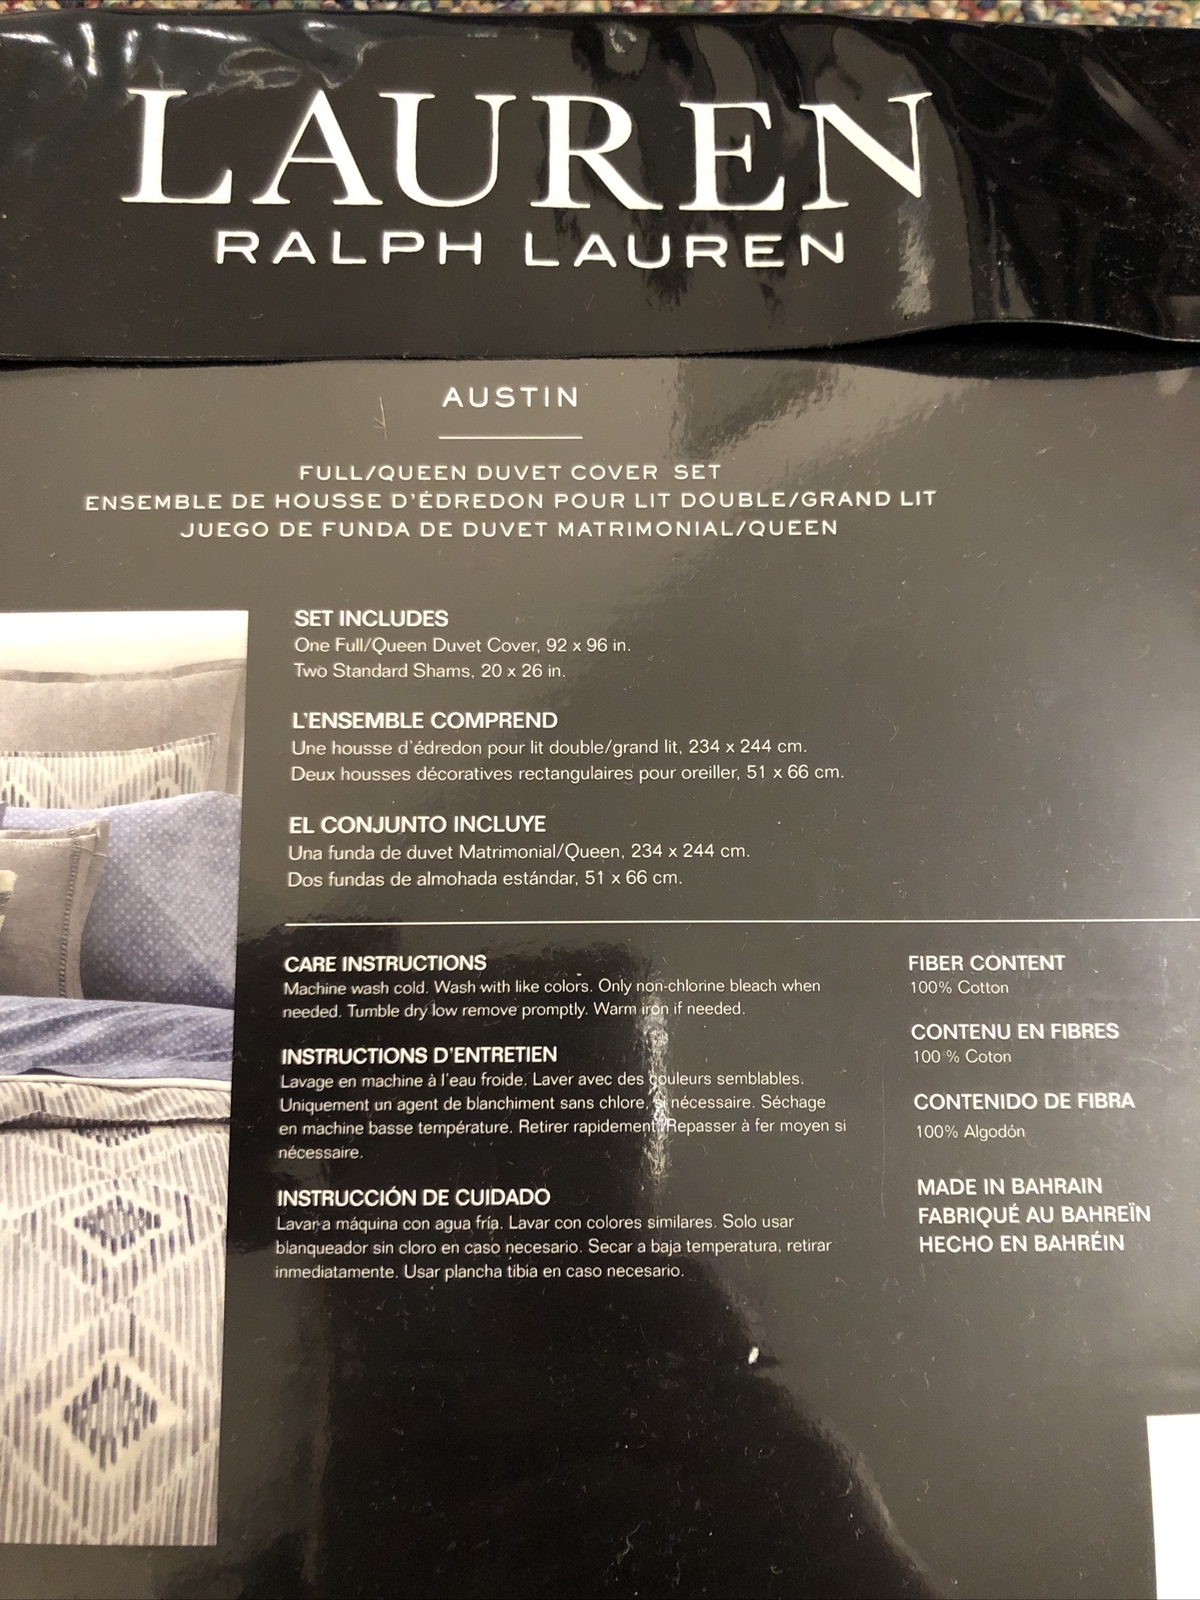 LAUREN
RALPH LAUREN
AUSTIN
FULL/QUEEN DUVET COVER SET
ENSEMBLE DE HOUSSE D'ÉDREDON POUR LIT DOUBLE/GRAND LIT
JUEGO DE FUNDA DE DUVET MATRIMONIAL/QUEEN
SET INCLUDES
One Full/Queen Duvet Cover, 92 x 96 in.
Two Standard Shams, 20 x 26 in.
L'ENSEMBLE COMPREND
Une housse d'édredon pour lit double/grand lit, 234 x 244 cm.
Deux housses décoratives rectangulaires pour oreiller, 51 x 66 cm.
EL CONJUNTO INCLUYE
Una funda de duvet Matrimonial/Queen, 234 x 244 cm.
Dos fundas de almohada estándar, 51 x 66 cm.
CARE INSTRUCTIONS
Machine wash cold. Wash with like colors. Only non-chlorine bleach when
needed. Tumble dry low remove promptly. Warm iron if needed.
INSTRUCTIONS D'ENTRETIEN
Lavage en machine à l'eau froide. Laver avec des couleurs semblables.
Uniquement un agent de blanchiment sans chlore, si nécessaire. Séchage
en machine basse température. Retirer rapidement. Repasser à fer moyen si
nécessaire.
INSTRUCCIÓN DE CUIDADO
Lavar a máquina con agua fría. Lavar con colores similares. Solo usar
blanqueador sin cloro en caso necesario. Secar a baja temperatura, retirar
inmediatamente. Usar plancha tibia en caso necesario.
FIBER CONTENT
100% Cotton
CONTENU EN FIBRES
100 % Coton
CONTENIDO DE FIBRA
100% Algodón
MADE IN BAHRAIN
FABRIQUÉ AU BAHREÏN
HECHO EN BAHRÉIN